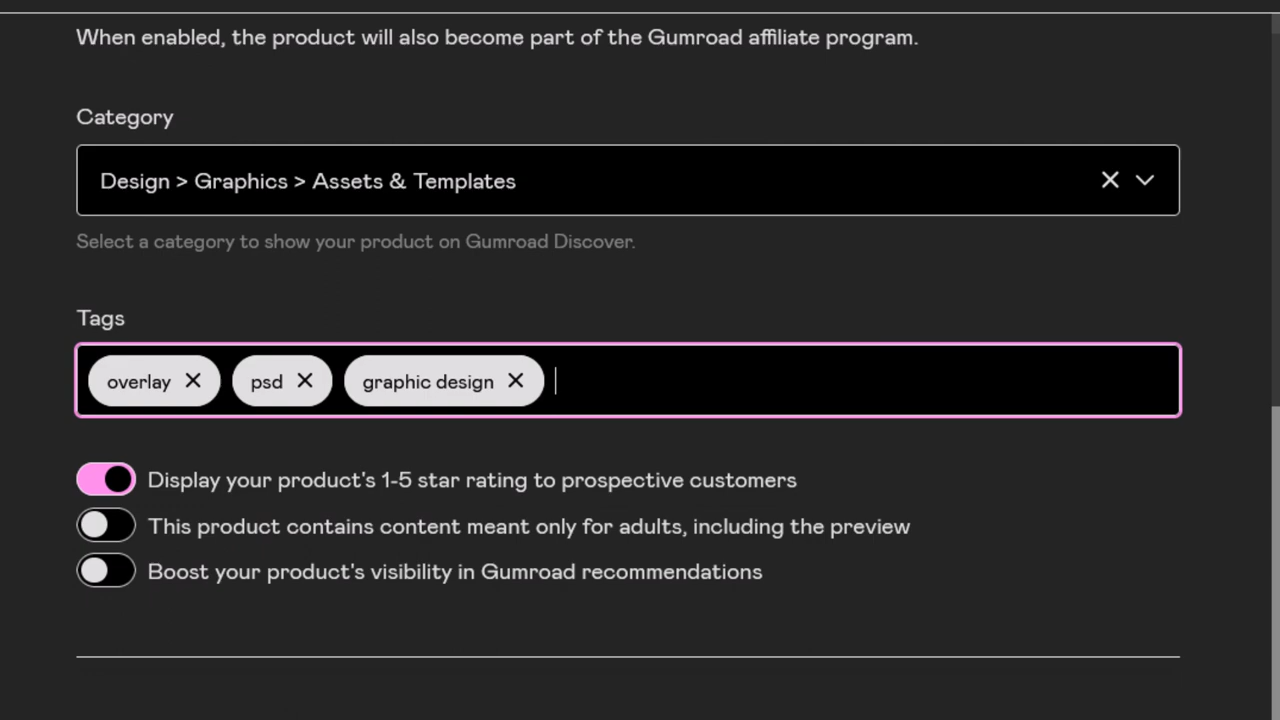 When enabled, the product will also become part of the Gumroad affiliate program.
Category
Design > Graphics > Assets & Templates
Select a category to show your product on Gumroad Discover.
Tags
overlay psd graphic design
Display your product's 1-5 star rating to prospective customers
This product contains content meant only for adults, including the preview
Boost your product's visibility in Gumroad recommendations